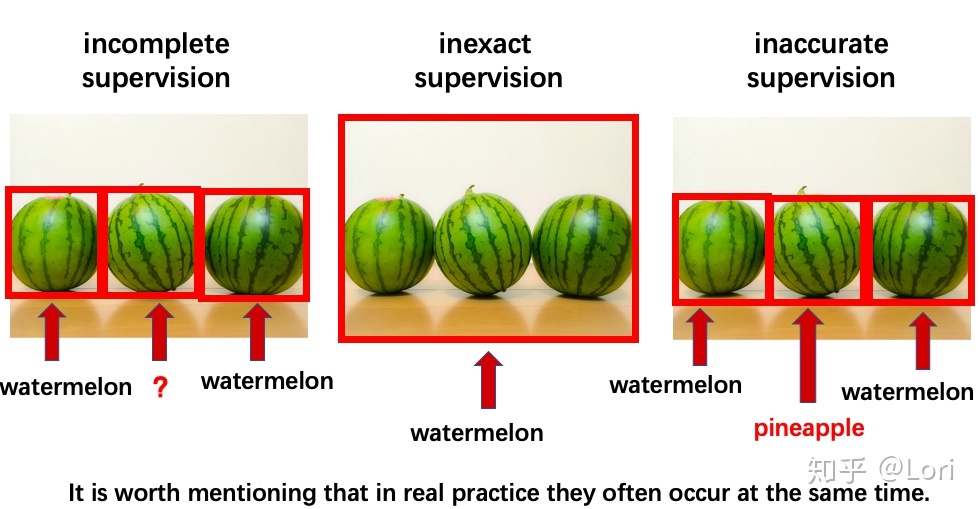 incomplete
supervision
inexact
supervision
inaccurate
supervision
watermelon
?
watermelon
watermelon
watermelon
pineapple
watermelon
知乎 @Lori
It is worth mentioning that in real practice they often occur at the same time.